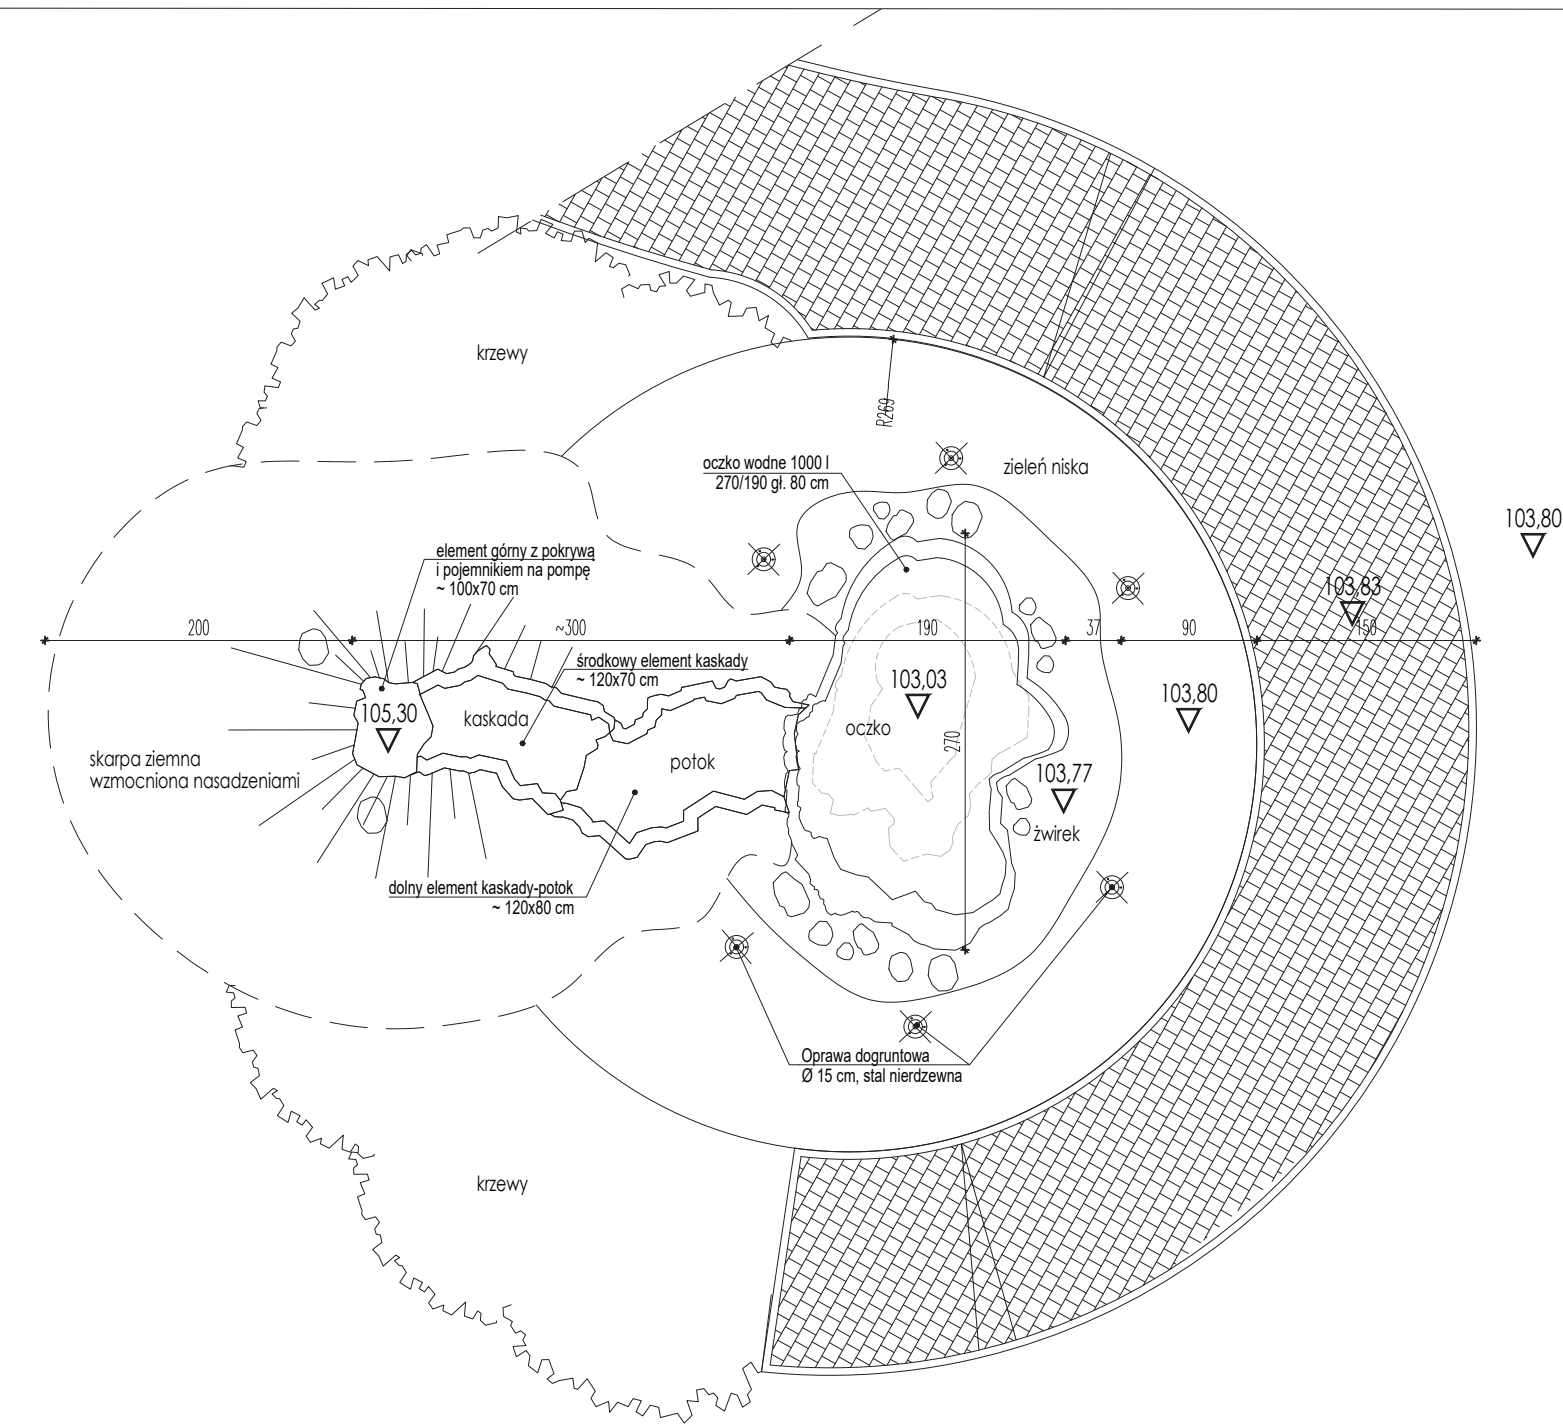 krzewy
R269
oczko wodne 1000 l
270/190 gł. 80 cm
zieleń niska
103,80
element górny z pokrywą
i pojemnikiem na pompę
~ 100x70 cm
103,83
200
~300
190
37
90
150
środkowy element kaskady
~ 120x70 cm
103,03
103,80
105,30
kaskada
oczko
270
potok
skarpa ziemna
wzmocniona nasadzeniami
103,77
żwirek
dolny element kaskady-potok
~ 120x80 cm
Oprawa dogruntowa
Ø 15 cm, stal nierdzewna
krzewy